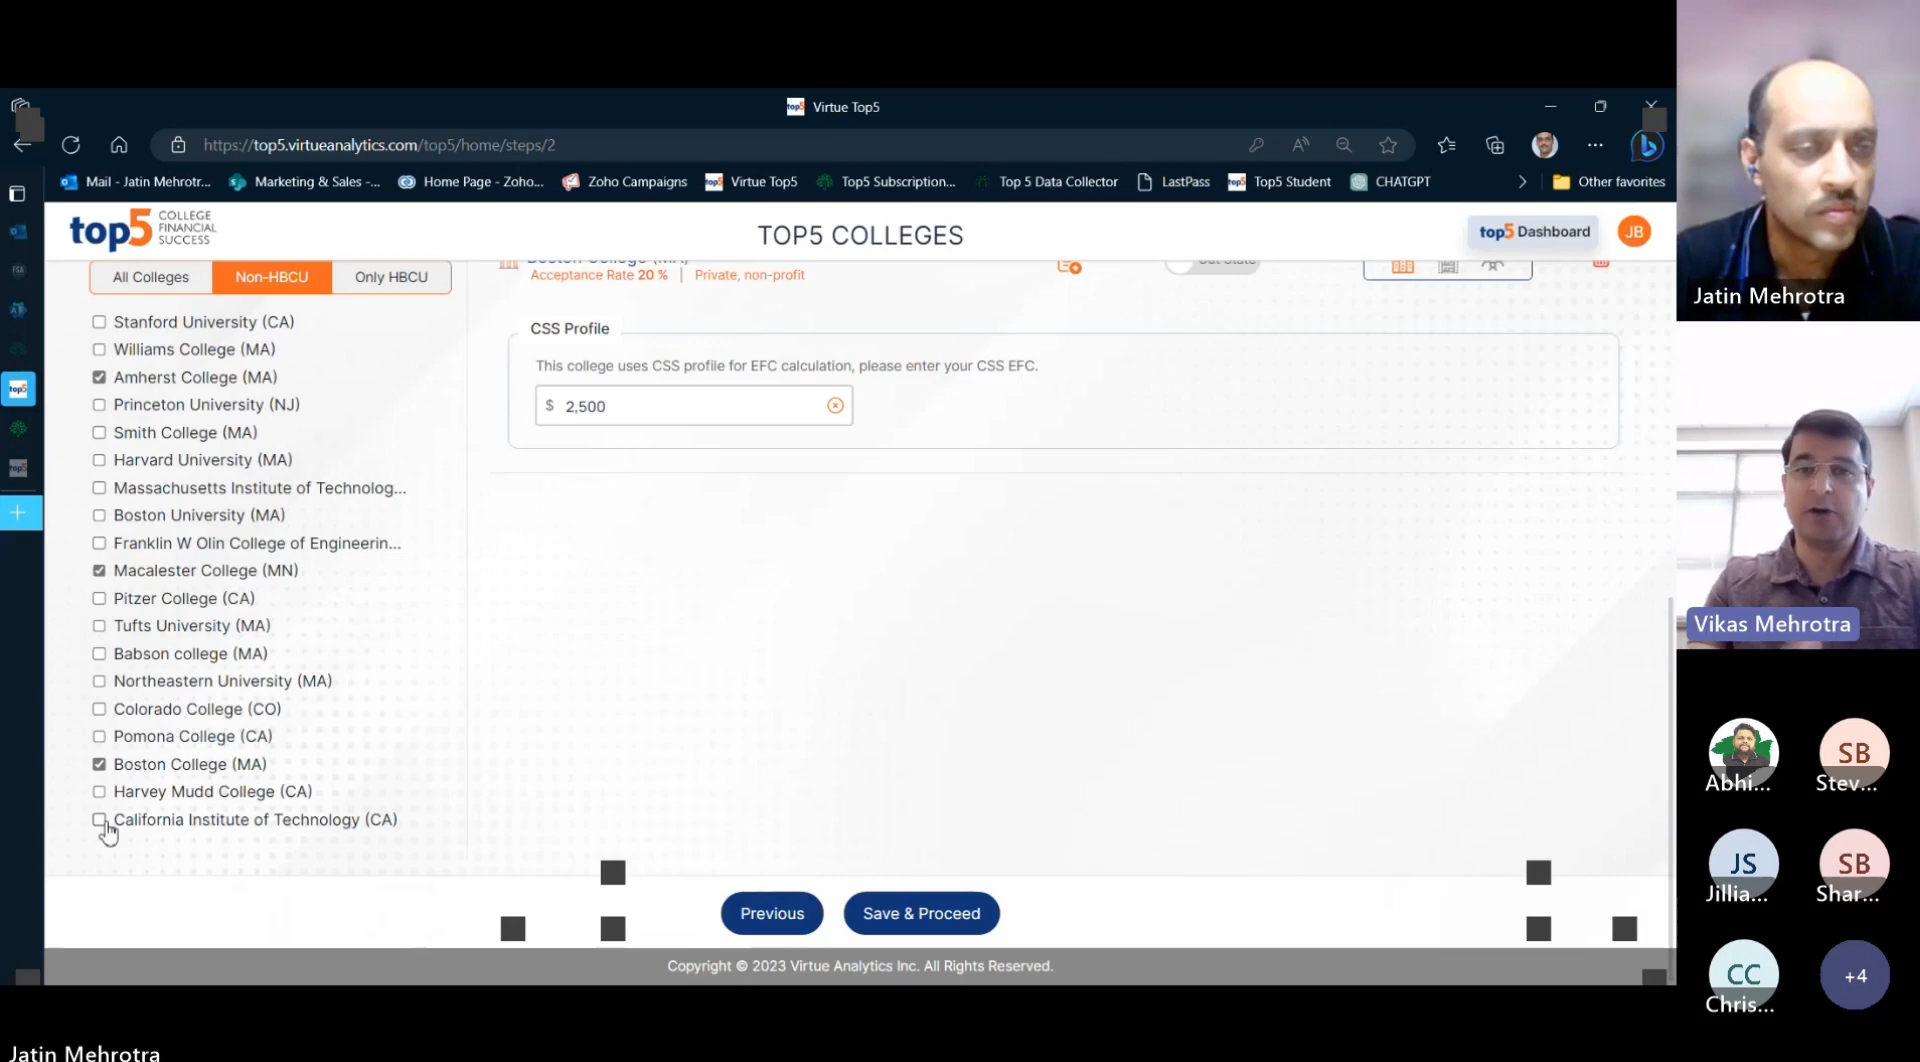 Virtue Top5
https://top5.virtueanalytics.com/top5/home/steps/2
Mail - Jatin Mehrotr...
Marketing & Sales -...
Home Page - Zoho...
Zoho Campaigns
Virtue Top5
Top5 Subscription...
Top 5 Data Collector
LastPass
Top5 Student
CHATGPT
Other favorites
top5 COLLEGE FINANCIAL SUCCESS
TOP5 COLLEGES
top5 Dashboard
JB
All Colleges
Non-HBCU
Only HBCU
Boston College (MA)
Acceptance Rate 20 % | Private, non-profit
Out State
Stanford University (CA)
Williams College (MA)
Amherst College (MA)
Princeton University (NJ)
Smith College (MA)
Harvard University (MA)
Massachusetts Institute of Technolog...
Boston University (MA)
Franklin W Olin College of Engineerin...
Macalester College (MN)
Pitzer College (CA)
Tufts University (MA)
Babson college (MA)
Northeastern University (MA)
Colorado College (CO)
Pomona College (CA)
Boston College (MA)
Harvey Mudd College (CA)
California Institute of Technology (CA)
CSS Profile
This college uses CSS profile for EFC calculation, please enter your CSS EFC.
$ 2,500
Previous
Save & Proceed
Copyright © 2023 Virtue Analytics Inc. All Rights Reserved.
Jatin Mehrotra
Vikas Mehrotra
Abhi...
SB
Stev...
JS
Jillia...
SB
Shar...
CC
Chris...
+4
Jatin Mehrotra